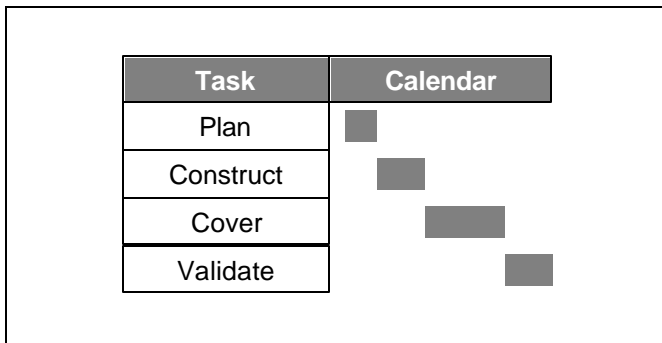 Task Calendar
Plan
Construct
Cover
Validate